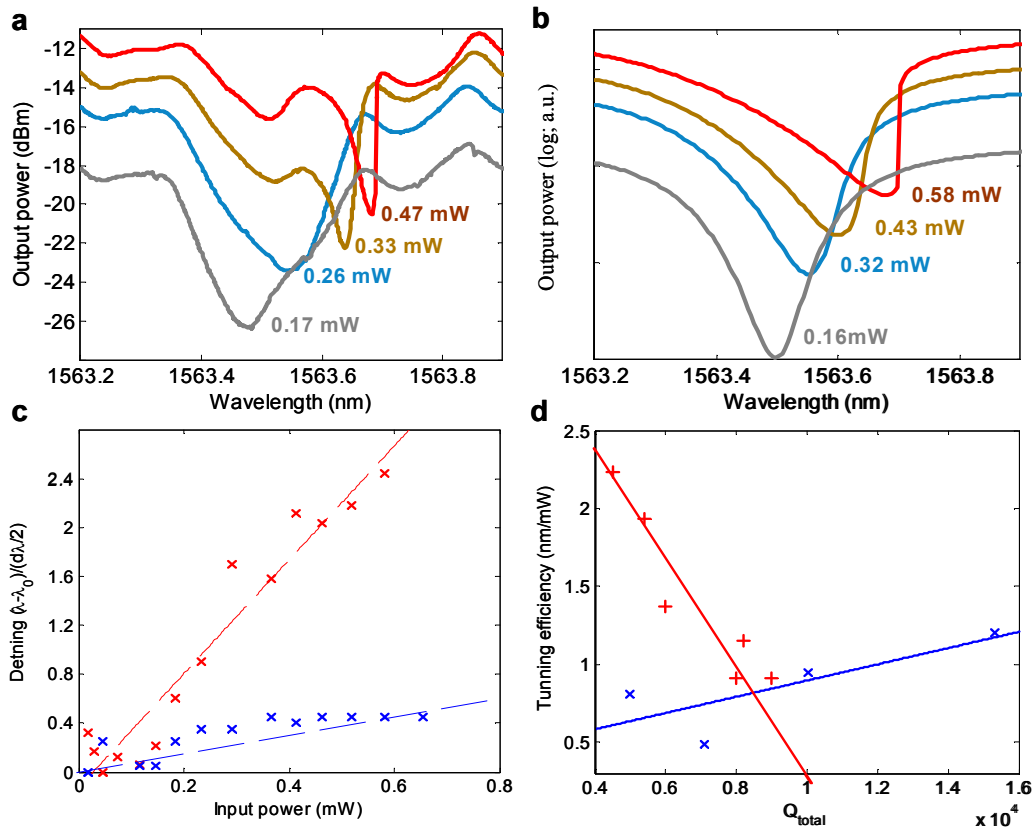 a
-12
-14
-16
-18
-20
-22
-24
-26
Output power (dBm)
0.47 mW
0.33 mW
0.26 mW
0.17 mW
1563.2 1563.4 1563.6 1563.8
Wavelength (nm)
b
Output power (log; a.u.)
0.58 mW
0.43 mW
0.32 mW
0.16mW
1563.2 1563.4 1563.6 1563.8
Wavelength (nm)
c
2.4
2
1.6
1.2
0.8
0.4
0
Detning (λ-λ0)/(dλ/2)
0 0.2 0.4 0.6 0.8
Input power (mW)
d
2.5
2
1.5
1
0.5
Tunning efficiency (nm/mW)
0.4 0.6 0.8 1 1.2 1.4 1.6
Qtotal
x 10^4